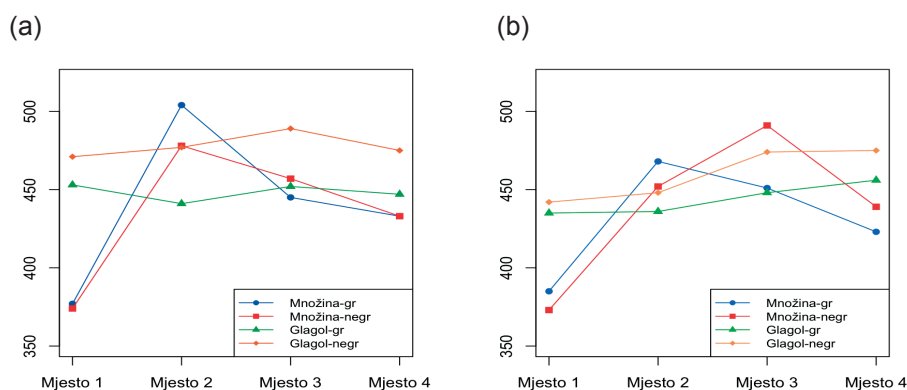 (a)
(b)
500
450
400
350
Množina-gr
Množina-negr
Glagol-gr
Glagol-negr
Mjesto 1 Mjesto 2 Mjesto 3 Mjesto 4
500
450
400
350
Množina-gr
Množina-negr
Glagol-gr
Glagol-negr
Mjesto 1 Mjesto 2 Mjesto 3 Mjesto 4